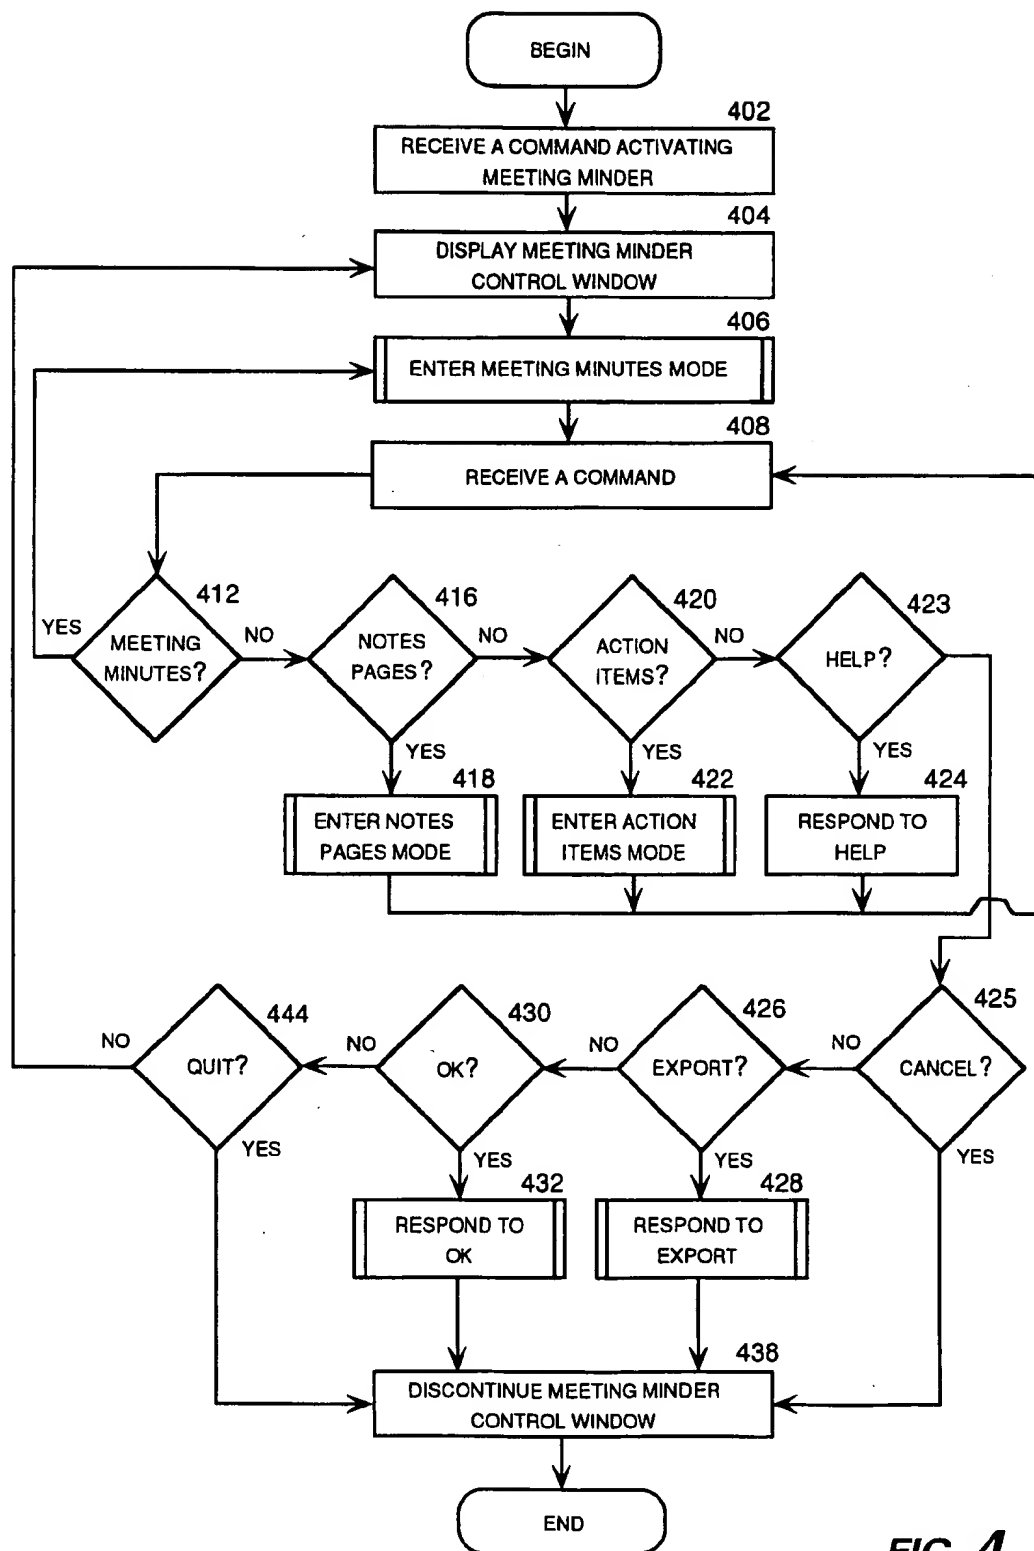 BEGIN
402
RECEIVE A COMMAND ACTIVATING
MEETING MINDER
404
DISPLAY MEETING MINDER
CONTROL WINDOW
406
ENTER MEETING MINUTES MODE
408
RECEIVE A COMMAND
412
YES
MEETING
MINUTES?
NO
416
NOTES
PAGES?
NO
420
ACTION
ITEMS?
NO
423
HELP?
YES
YES
YES
418
ENTER NOTES
PAGES MODE
422
ENTER ACTION
ITEMS MODE
424
RESPOND TO
HELP
444
NO
QUIT?
430
NO
OK?
426
NO
EXPORT?
425
NO
CANCEL?
YES
YES
YES
YES
432
RESPOND TO
OK
428
RESPOND TO
EXPORT
438
DISCONTINUE MEETING MINDER
CONTROL WINDOW
END
FIG. 4